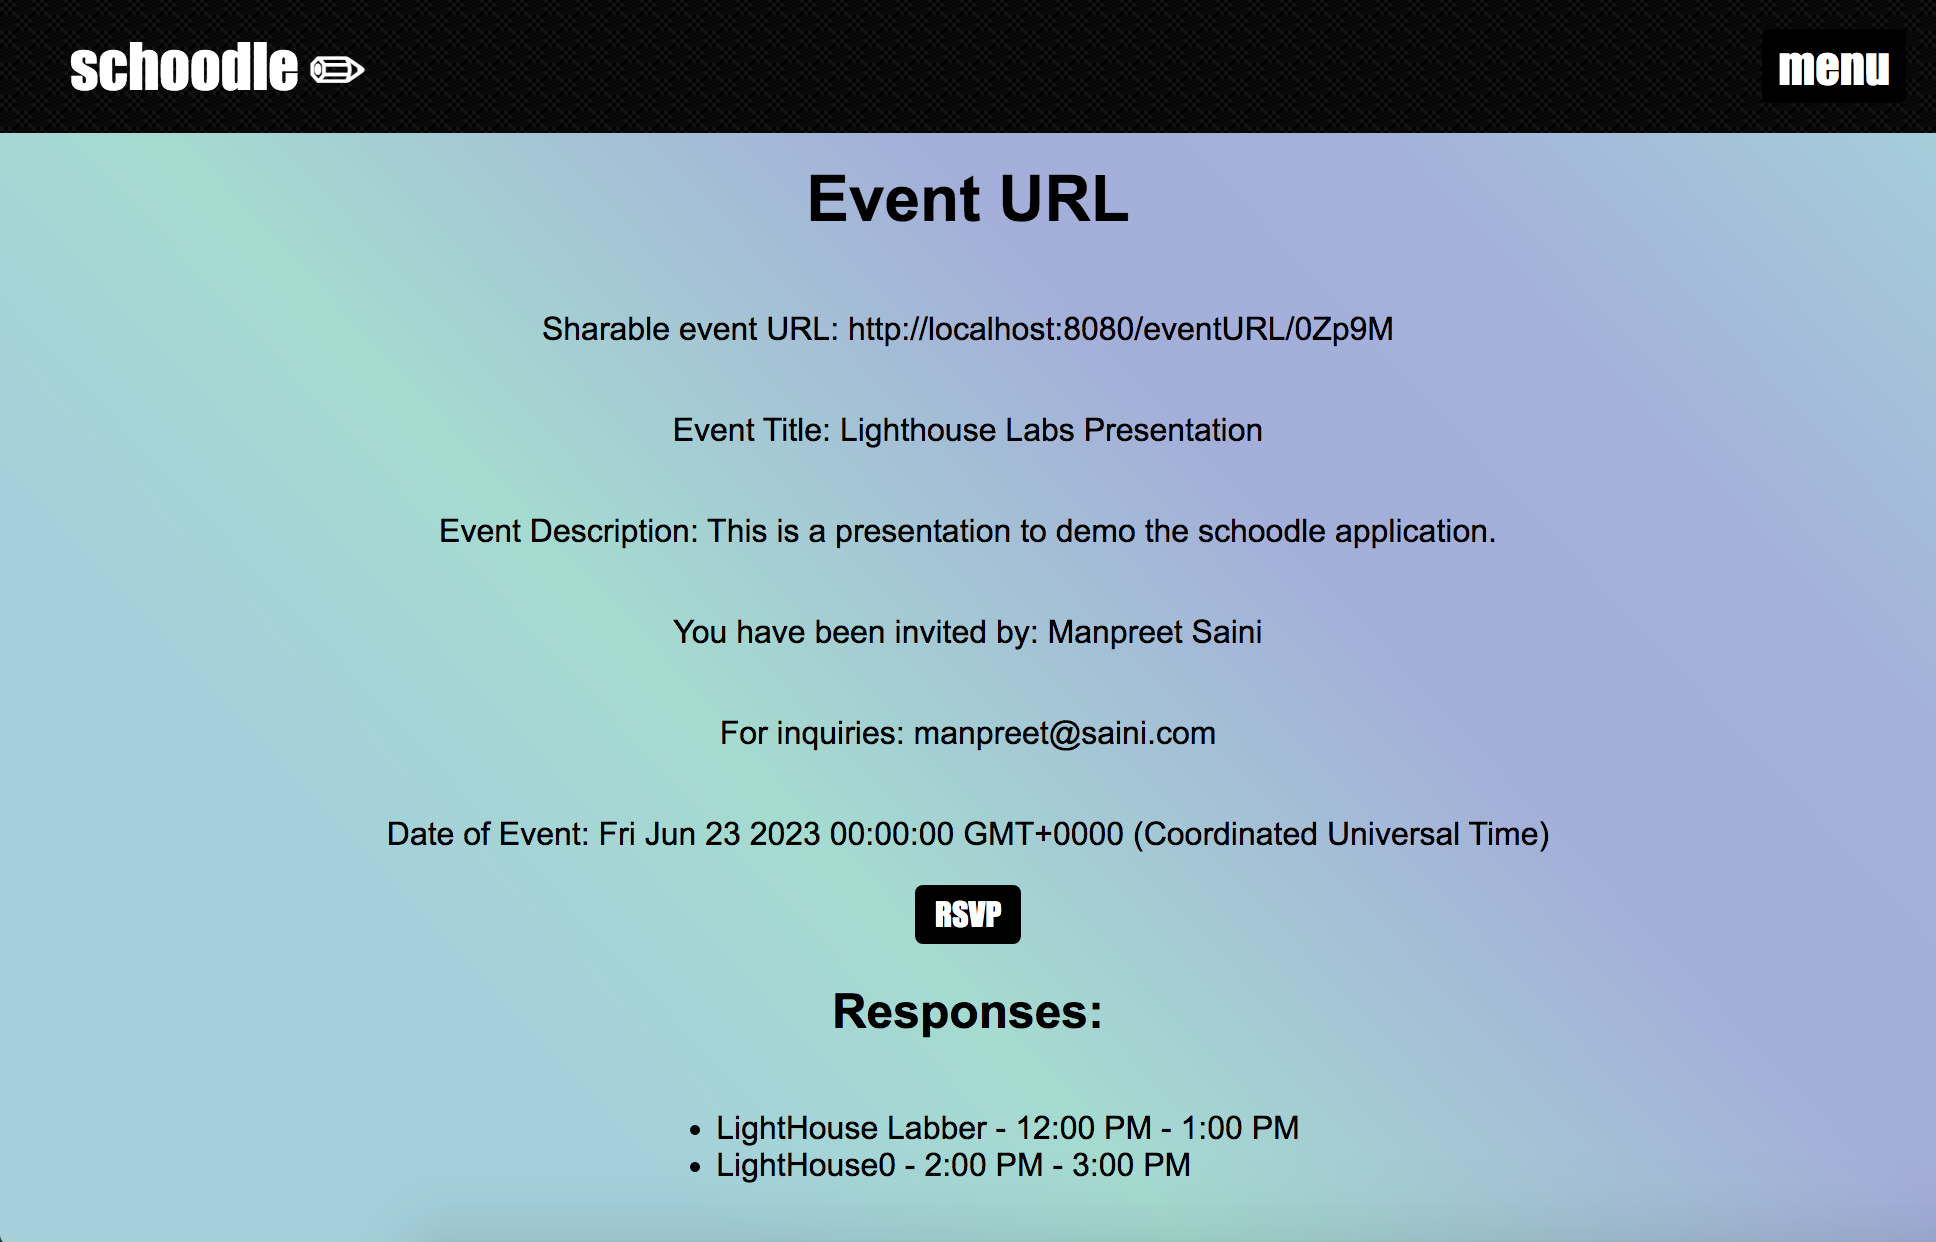 schoodle
menu
Event URL
Sharable event URL: http://localhost:8080/eventURL/0Zp9M
Event Title: Lighthouse Labs Presentation
Event Description: This is a presentation to demo the schoodle application.
You have been invited by: Manpreet Saini
For inquiries: manpreet@saini.com
Date of Event: Fri Jun 23 2023 00:00:00 GMT+0000 (Coordinated Universal Time)
RSVP
Responses:
• LightHouse Labber - 12:00 PM - 1:00 PM
• LightHouse0 - 2:00 PM - 3:00 PM